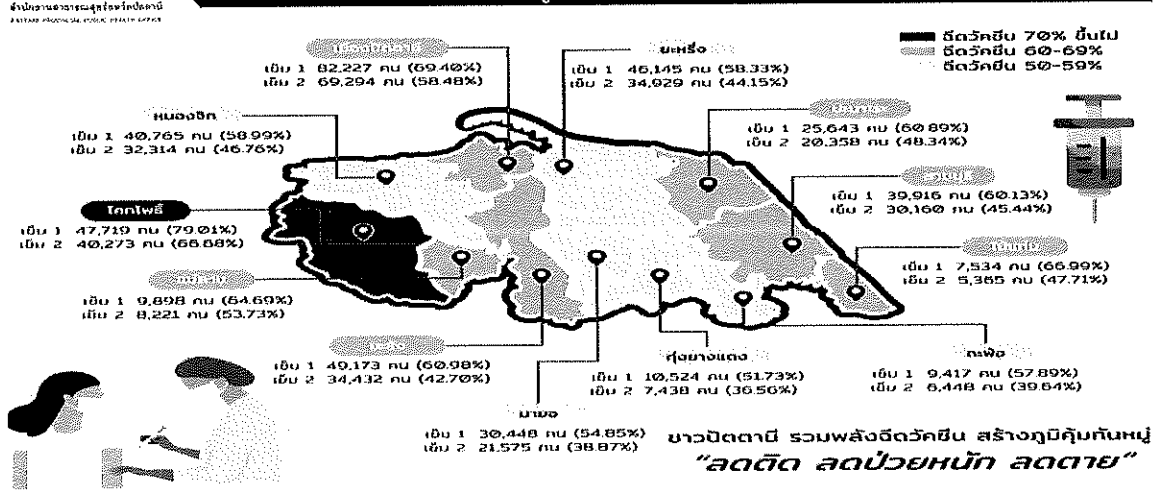 สำนักงานสาธารณสุขจังหวัดปัตตานี
PATTANI PROVINCIAL PUBLIC HEALTH OFFICE
ฉีดวัคซีน 70% ขึ้นไป
ฉีดวัคซีน 60-69%
ฉีดวัคซีน 50-59%
เข็ม 1 82,227 คน (69.40%)
เข็ม 2 69,294 คน (58.48%)
ยะหริ่ง
เข็ม 1 46,145 คน (58.33%)
เข็ม 2 34,929 คน (44.15%)
หนองจิก
เข็ม 1 40,765 คน (58.99%)
เข็ม 2 32,314 คน (46.76%)
เข็ม 1 25,643 คน (60.89%)
เข็ม 2 20,358 คน (48.34%)
สายบุรี
เข็ม 1 39,916 คน (60.13%)
เข็ม 2 30,160 คน (45.44%)
โคกโพธิ์
เข็ม 1 47,719 คน (79.01%)
เข็ม 2 40,273 คน (66.68%)
ไม้แก่น
เข็ม 1 7,534 คน (66.99%)
เข็ม 2 5,365 คน (47.71%)
เข็ม 1 9,898 คน (64.69%)
เข็ม 2 8,221 คน (53.73%)
เข็ม 1 49,173 คน (60.98%)
เข็ม 2 34,432 คน (42.70%)
ทุ่งยางแดง
เข็ม 1 10,524 คน (51.73%)
เข็ม 2 7,438 คน (36.56%)
กะพ้อ
เข็ม 1 9,417 คน (57.89%)
เข็ม 2 6,448 คน (39.64%)
มายอ
เข็ม 1 30,448 คน (54.85%)
เข็ม 2 21,575 คน (38.87%)
ชาวปัตตานี รวมพลังฉีดวัคซีน สร้างภูมิคุ้มกันหมู่
"ลดติด ลดป่วยหนัก ลดตาย"